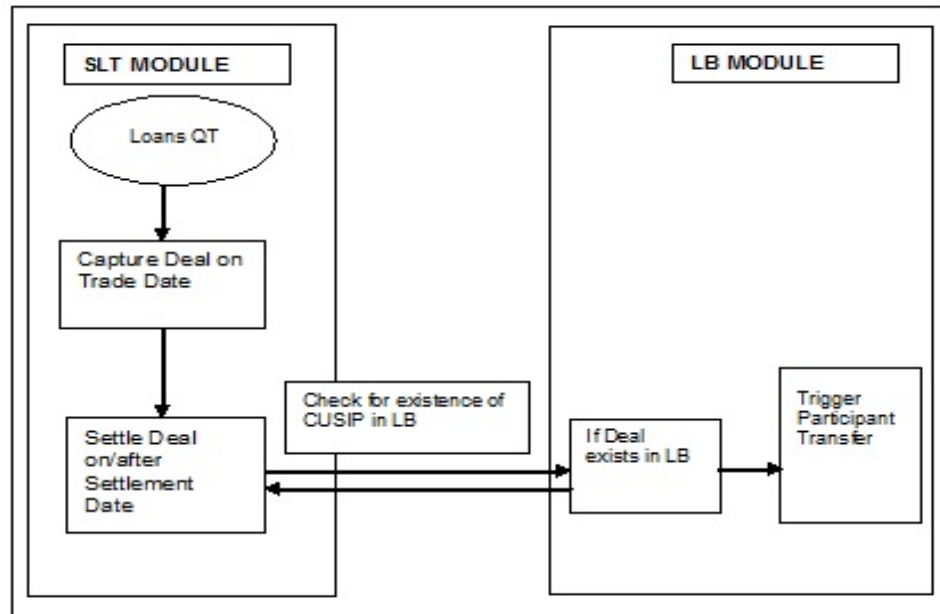 SLT MODULE
LB MODULE
Loans QT
Capture Deal on
Trade Date
Check for existence of
CUSIP in LB
Settle Deal
on/after
Settlement
Date
If Deal
exists in LB
Trigger
Participant
Transfer